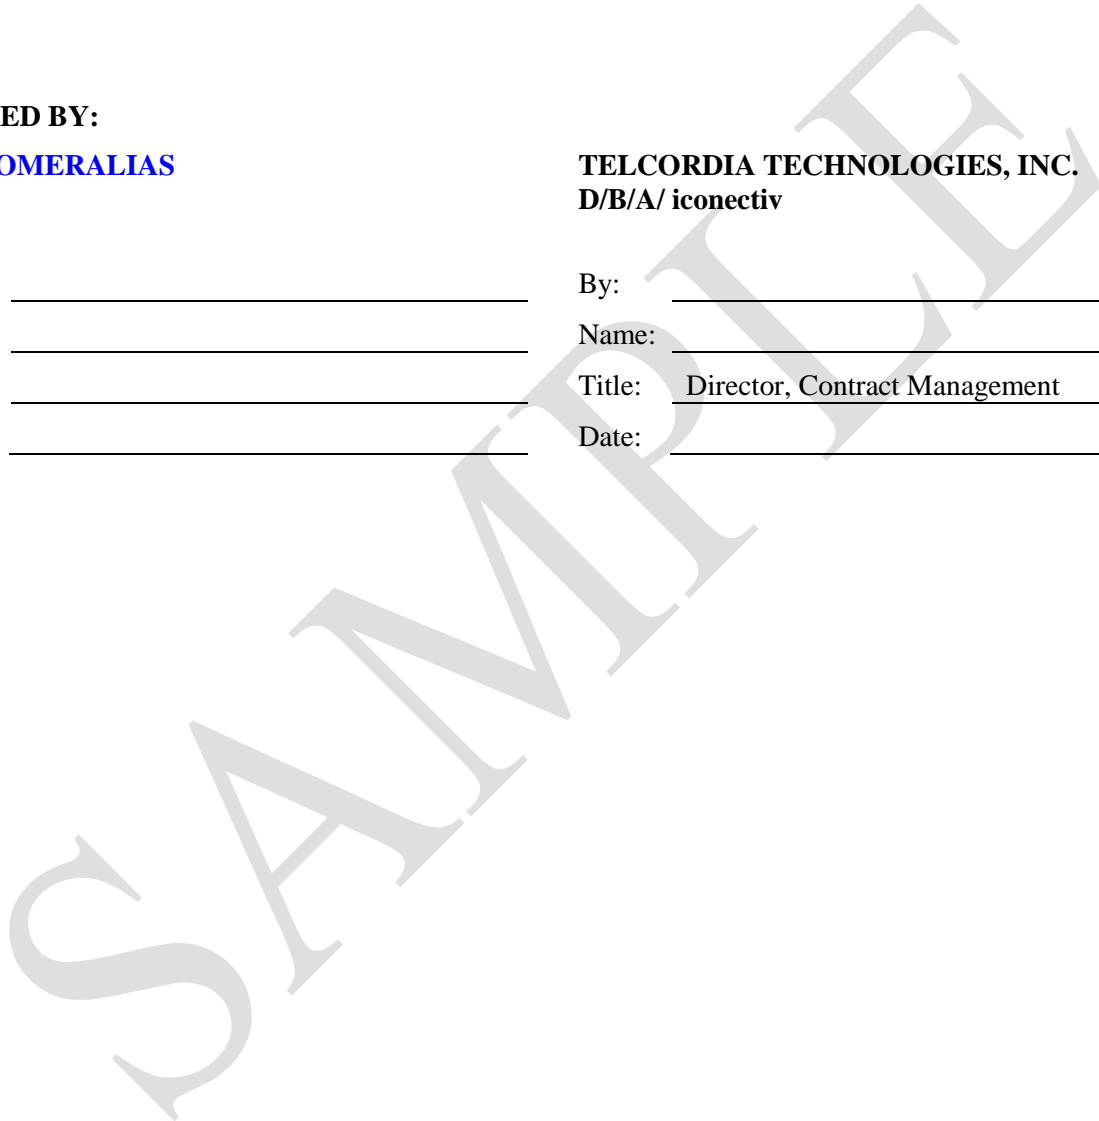 ED BY:
OMERALIAS
TELCORDIA TECHNOLOGIES, INC.
D/B/A/ iconectiv
By:
Name:
Title: Director, Contract Management
Date:
SAMPLE